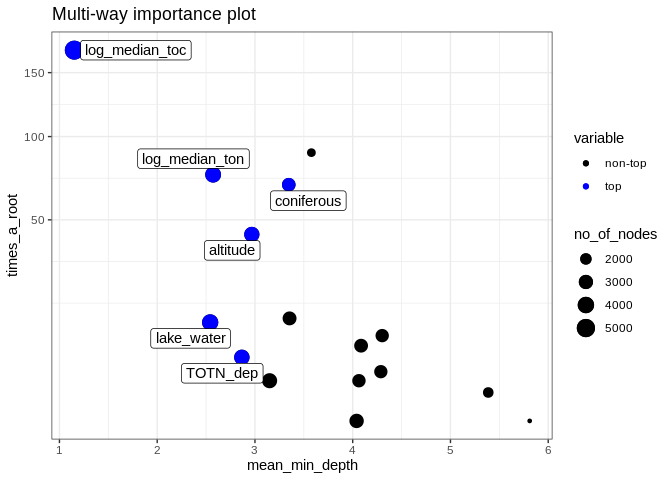 Multi-way importance plot
log_median_toc
150
variable
100
non-top
log_median_ton
top
coniferous
50
times_a_root
no_of_nodes
altitude
2000
3000
4000
lake_water
5000
TOTN_dep
1 2 3 4 5 6
mean_min_depth